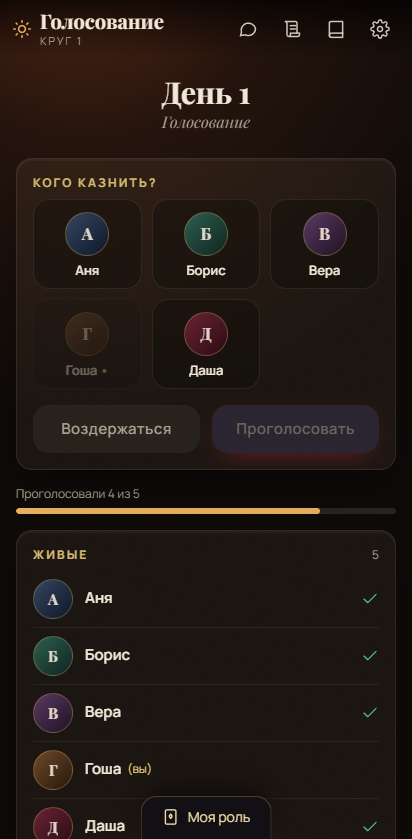 Голосование
КРУГ 1
День 1
Голосование
КОГО КАЗНИТЬ?
А Б В
Аня Борис Вера
Г Д
Гоша • Даша
Воздержаться Проголосовать
Проголосовали 4 из 5
ЖИВЫЕ 5
А Аня
Б Борис
В Вера
Г Гоша (вы)
Д Даша
Моя роль